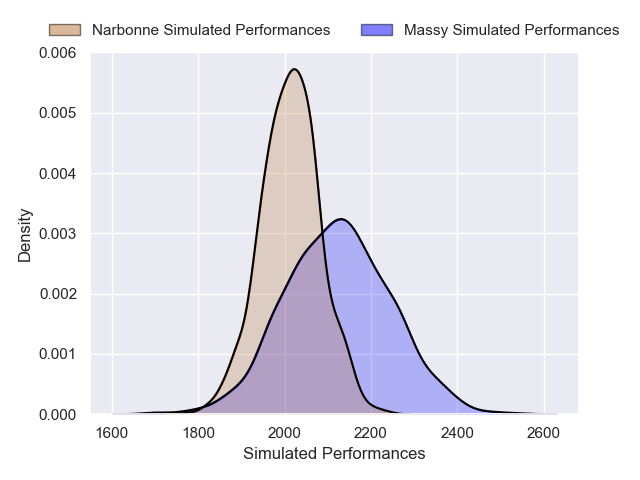 Narbonne Simulated Performances Massy Simulated Performances
0.006
0.005
0.004
0.003
0.002
0.001
0.000
Density
1600 1800 2000 2200 2400 2600
Simulated Performances